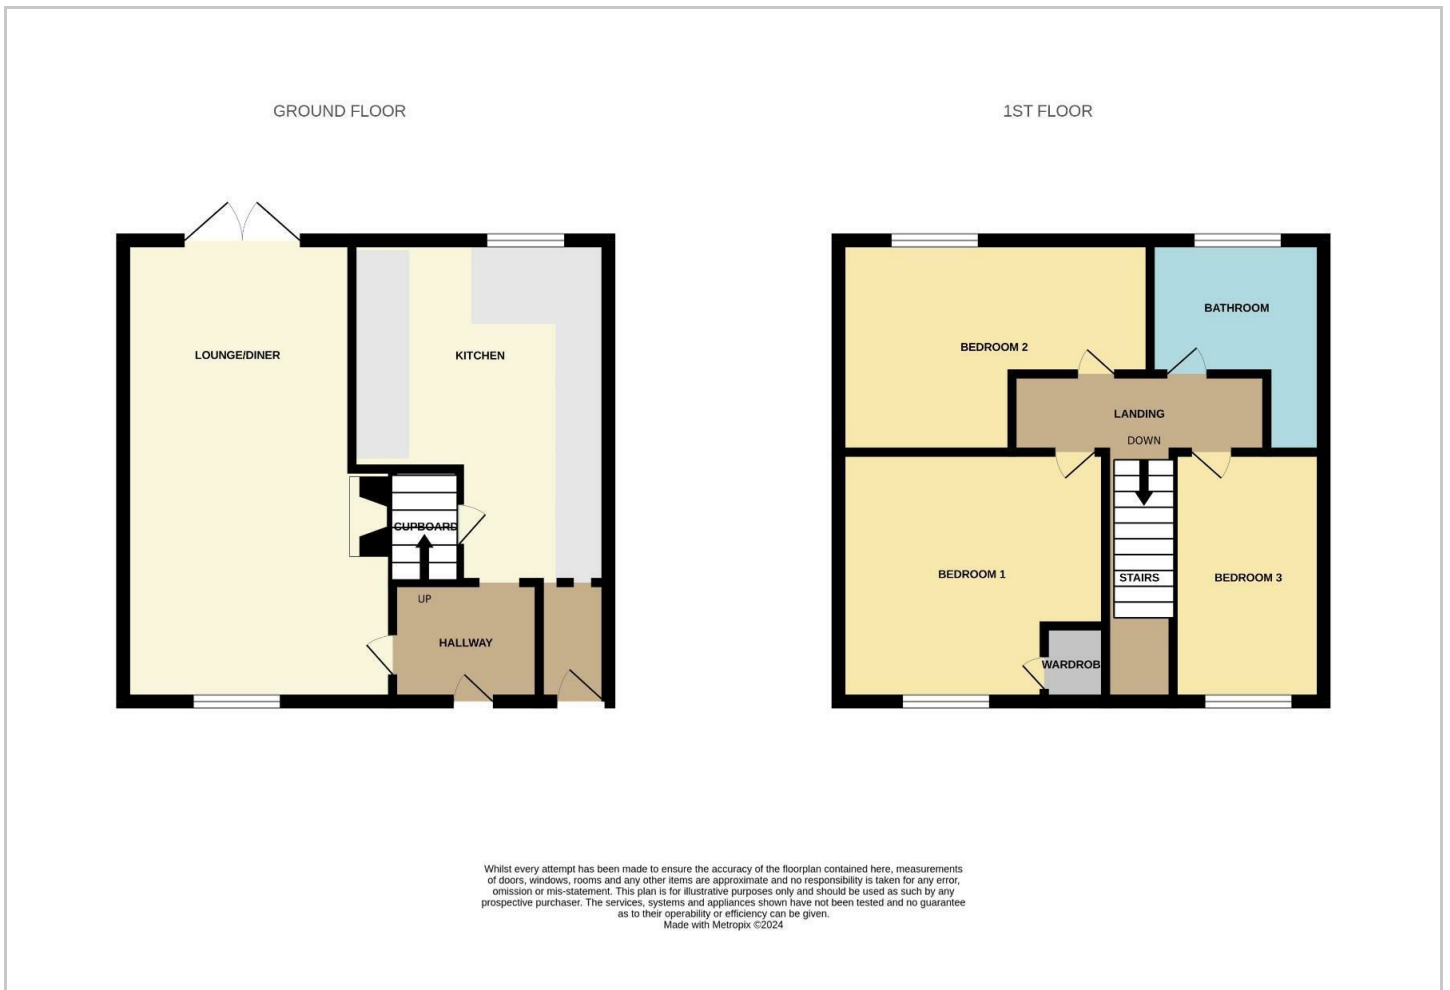 GROUND FLOOR
1ST FLOOR
LOUNGE/DINER
KITCHEN
CUPBOARD
UP
HALLWAY
BEDROOM 2
BATHROOM
LANDING
DOWN
BEDROOM 1
STAIRS
BEDROOM 3
WARDROB
Whilst every attempt has been made to ensure the accuracy of the floorplan contained here, measurements
of doors, windows, rooms and any other items are approximate and no responsibility is taken for any error,
omission or mis-statement. This plan is for illustrative purposes only and should be used as such by any
prospective purchaser. The services, systems and appliances shown have not been tested and no guarantee
as to their operability or efficiency can be given.
Made with Metropix ©2024